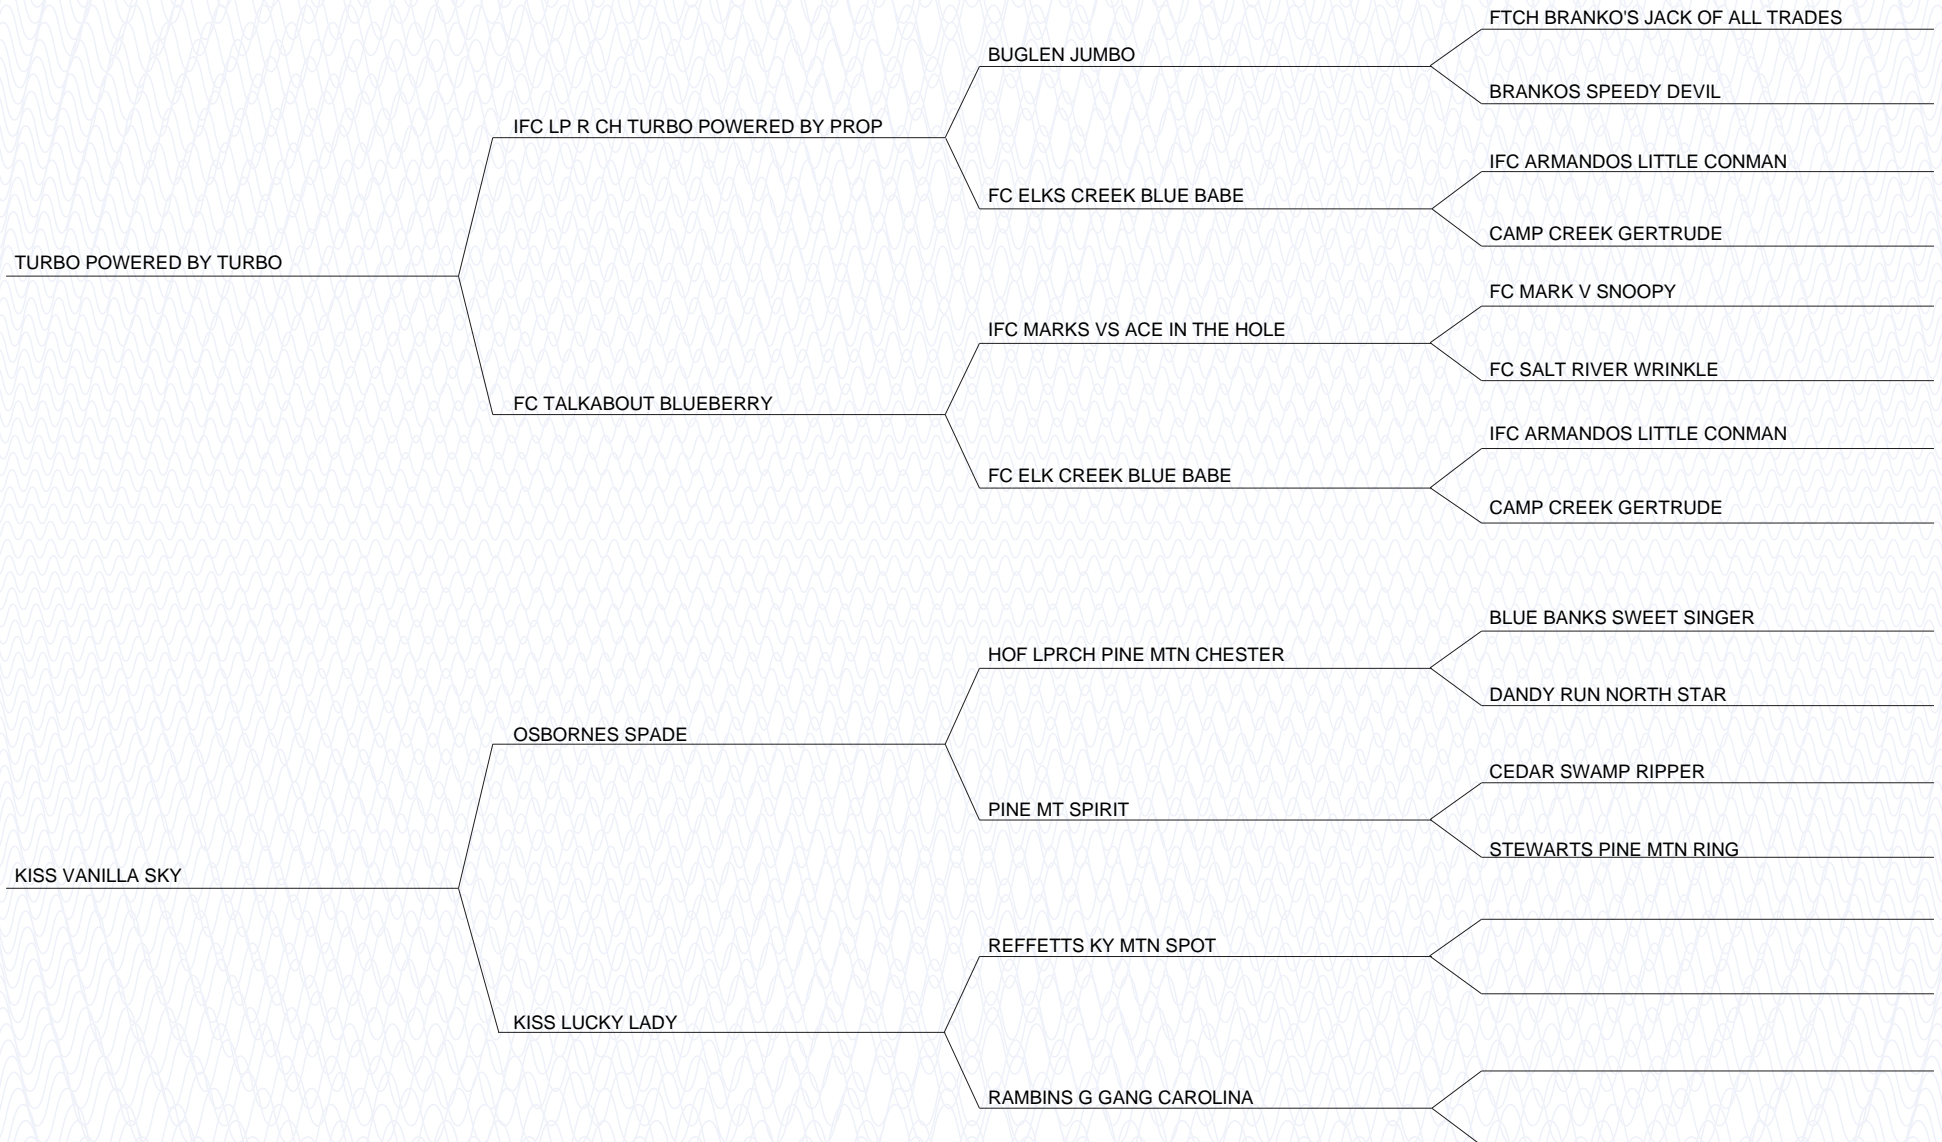 FTCH BRANKO'S JACK OF ALL TRADES
BUGLEN JUMBO
BRANKOS SPEEDY DEVIL
IFC LP R CH TURBO POWERED BY PROP
IFC ARMANDOS LITTLE CONMAN
FC ELKS CREEK BLUE BABE
CAMP CREEK GERTRUDE
TURBO POWERED BY TURBO
FC MARK V SNOOPY
IFC MARKS VS ACE IN THE HOLE
FC SALT RIVER WRINKLE
FC TALKABOUT BLUEBERRY
IFC ARMANDOS LITTLE CONMAN
FC ELK CREEK BLUE BABE
CAMP CREEK GERTRUDE
BLUE BANKS SWEET SINGER
HOF LPRCH PINE MTN CHESTER
DANDY RUN NORTH STAR
OSBORNES SPADE
CEDAR SWAMP RIPPER
PINE MT SPIRIT
STEWARTS PINE MTN RING
KISS VANILLA SKY
REFFETTS KY MTN SPOT
KISS LUCKY LADY
RAMBINS G GANG CAROLINA